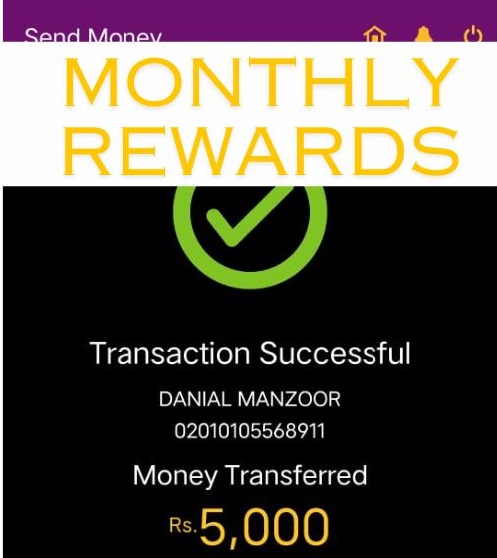 Send Money
MONTHLY
REWARDS
Transaction Successful
DANIAL MANZOOR
02010105568911
Money Transferred
Rs.5,000